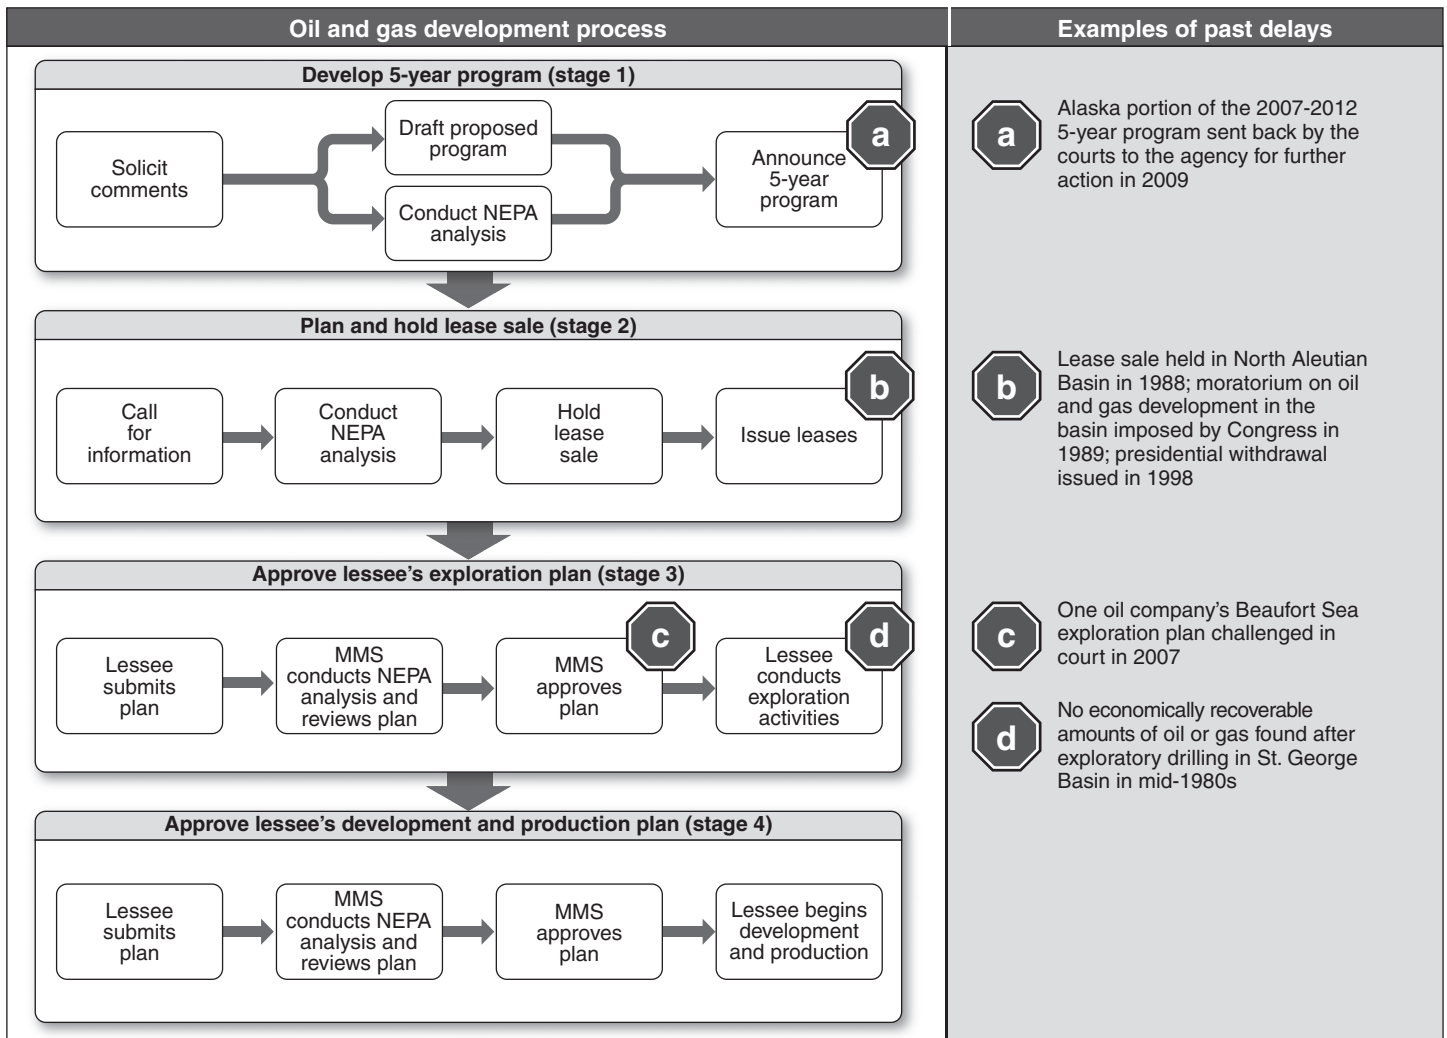 Oil and gas development process
Examples of past delays
Develop 5-year program (stage 1)
Solicit
comments
Draft proposed
program
Conduct NEPA
analysis
Announce
5-year
program
a
a
Alaska portion of the 2007-2012
5-year program sent back by the
courts to the agency for further
action in 2009
Plan and hold lease sale (stage 2)
Call
for
information
Conduct
NEPA
analysis
Hold
lease
sale
Issue leases
b
b
Lease sale held in North Aleutian
Basin in 1988; moratorium on oil
and gas development in the
basin imposed by Congress in
1989; presidential withdrawal
issued in 1998
Approve lessee’s exploration plan (stage 3)
Lessee
submits
plan
MMS
conducts NEPA
analysis and
reviews plan
MMS
approves
plan
c
Lessee
conducts
exploration
activities
d
c
One oil company’s Beaufort Sea
exploration plan challenged in
court in 2007
d
No economically recoverable
amounts of oil or gas found after
exploratory drilling in St. George
Basin in mid-1980s
Approve lessee’s development and production plan (stage 4)
Lessee
submits
plan
MMS
conducts NEPA
analysis and
reviews plan
MMS
approves
plan
Lessee begins
development
and production